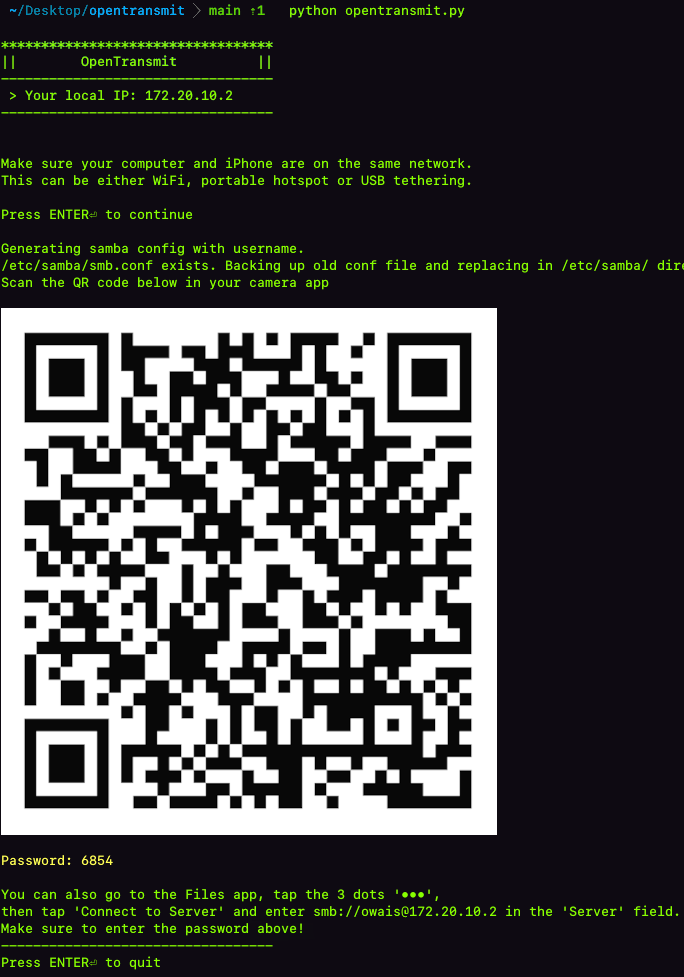 ~/Desktop/opentransmit > main ↑1 python opentransmit.py
**********************************
|| OpenTransmit ||
----------------------------------
> Your local IP: 172.20.10.2
----------------------------------
Make sure your computer and iPhone are on the same network.
This can be either WiFi, portable hotspot or USB tethering.
Press ENTER⏎ to continue
Generating samba config with username.
/etc/samba/smb.conf exists. Backing up old conf file and replacing in /etc/samba/ dire
Scan the QR code below in your camera app
Password: 6854
You can also go to the Files app, tap the 3 dots '•••',
then tap 'Connect to Server' and enter smb://owais@172.20.10.2 in the 'Server' field.
Make sure to enter the password above!
----------------------------------
Press ENTER⏎ to quit